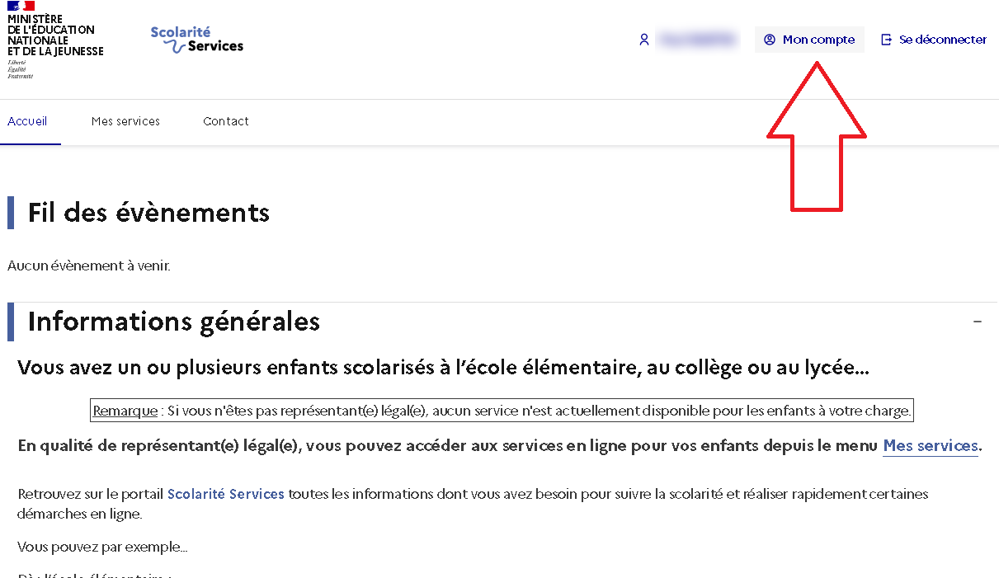 MINISTÈRE
DE L'ÉDUCATION
NATIONALE
ET DE LA JEUNESSE
Liberté
Égalité
Fraternité
Scolarité
Services
Mon compte
Se déconnecter
Accueil
Mes services
Contact
Fil des évènements
Aucun évènement à venir.
Informations générales
Vous avez un ou plusieurs enfants scolarisés à l'école élémentaire, au collège ou au lycée...
Remarque : Si vous n'êtes pas représentant(e) légal(e), aucun service n'est actuellement disponible pour les enfants à votre charge.
En qualité de représentant(e) légal(e), vous pouvez accéder aux services en ligne pour vos enfants depuis le menu Mes services.
Retrouvez sur le portail Scolarité Services toutes les informations dont vous avez besoin pour suivre la scolarité et réaliser rapidement certaines
démarches en ligne.
Vous pouvez par exemple...
Dès l'école élémentaire :